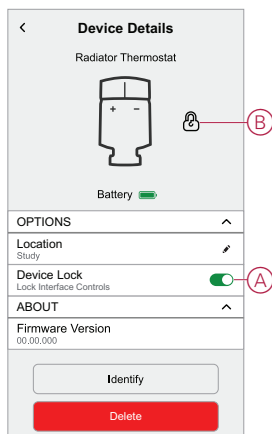 Device Details
Radiator Thermostat
+ -
B
Battery
OPTIONS
Location
Study
Device Lock
Lock Interface Controls
A
ABOUT
Firmware Version
00.00.000
Identify
Delete